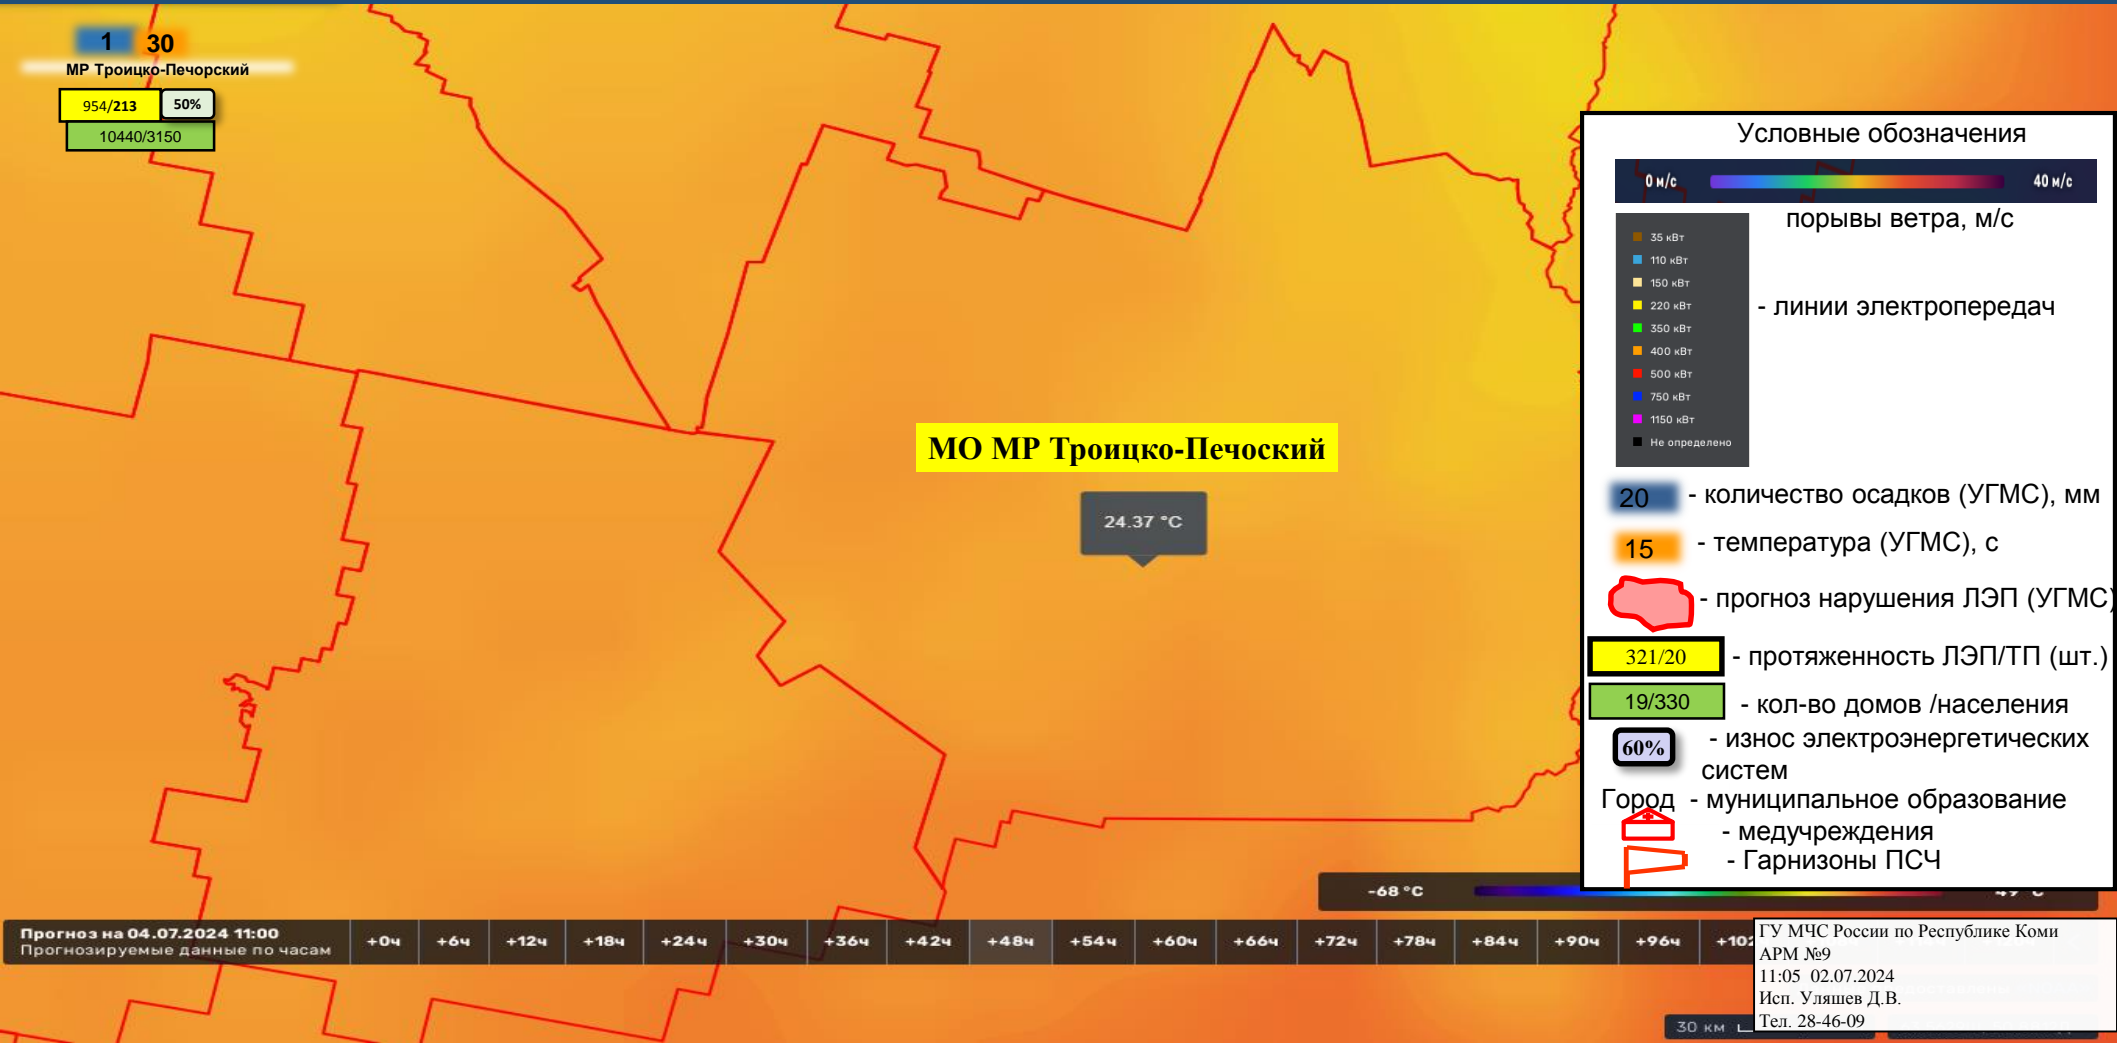 1 30
МР Троицко-Печорский
954/213 50%
10440/3150
МО МР Троицко-Печоский
24.37 °C
Условные обозначения
0 м/с 40 м/с
порывы ветра, м/с
35 кВт
110 кВт
150 кВт
220 кВт
350 кВт
400 кВт
500 кВт
750 кВт
1150 кВт
Не определено
- линии электропередач
20 - количество осадков (УГМС), мм
15 - температура (УГМС), с
- прогноз нарушения ЛЭП (УГМС)
321/20 - протяженность ЛЭП/ТП (шт.)
19/330 - кол-во домов /населения
60% - износ электроэнергетических
систем
Город - муниципальное образование
- медучреждения
- Гарнизоны ПСЧ
-68 °C
Прогноз на 04.07.2024 11:00
Прогнозируемые данные по часам
+0ч +6ч +12ч +18ч +24ч +30ч +36ч +42ч +48ч +54ч +60ч +66ч +72ч +78ч +84ч +90ч +96ч +102
ГУ МЧС России по Республике Коми
АРМ №9
11:05 02.07.2024
Исп. Уляшев Д.В.
Тел. 28-46-09
30 км